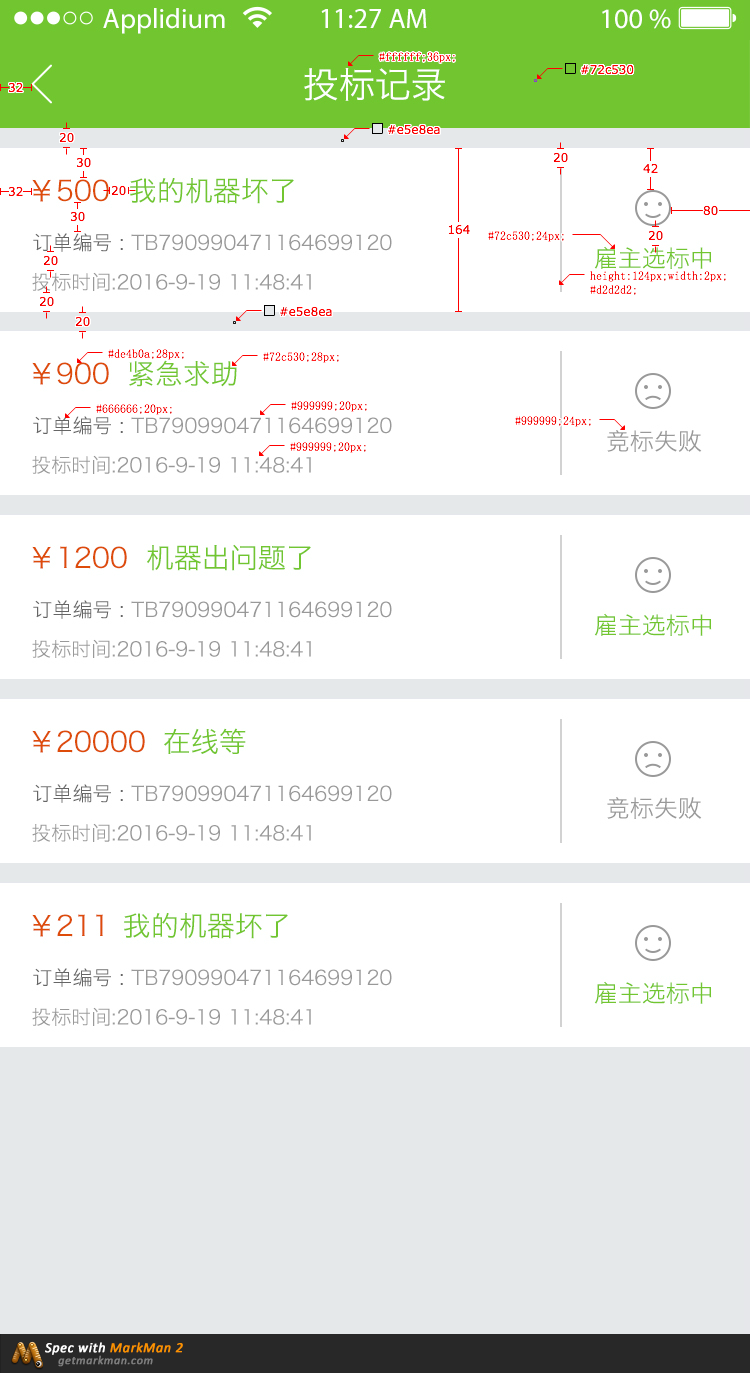 Applidium 11:27 AM 100 %
#ffffff;36px;
投标记录
#72c530
32
#e5e8ea
20
30
20
42
32
¥500
20
我的机器坏了
80
30
164
20
订单编号：TB790990471164699120
#72c530;24px;
雇主选标中
20
投标时间:2016-9-19 11:48:41
height:124px;width:2px;
#d2d2d2;
20
20
#e5e8ea
#de4b0a;28px;
#72c530;28px;
¥900 紧急求助
#666666;20px;
#999999;20px;
订单编号：TB790990471164699120
#999999;24px;
竞标失败
#999999;20px;
投标时间:2016-9-19 11:48:41
¥1200 机器出问题了
订单编号：TB790990471164699120
雇主选标中
投标时间:2016-9-19 11:48:41
¥20000 在线等
订单编号：TB790990471164699120
竞标失败
投标时间:2016-9-19 11:48:41
¥211 我的机器坏了
订单编号：TB790990471164699120
雇主选标中
投标时间:2016-9-19 11:48:41
Spec with MarkMan 2
getmarkman.com